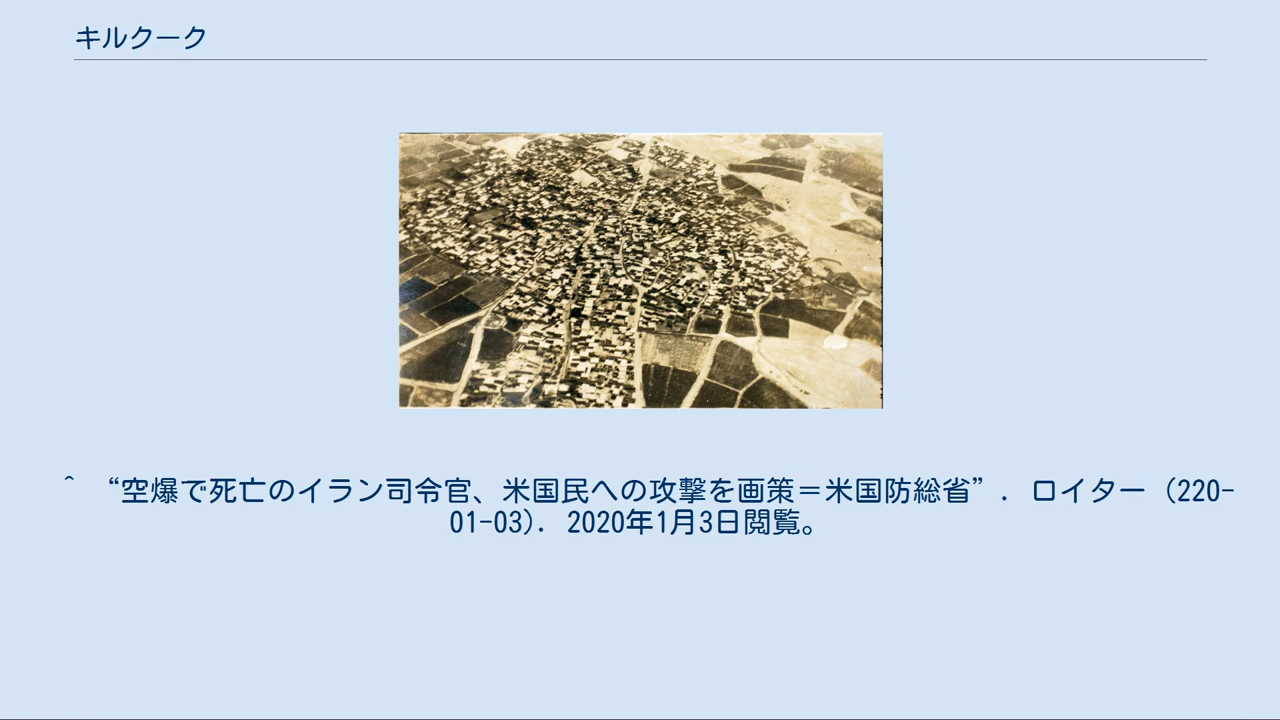 キルクーク
^ “空爆で死亡のイラン司令官、米国民への攻撃を画策＝米国防総省”. ロイター (220-
01-03). 2020年1月3日閲覧。